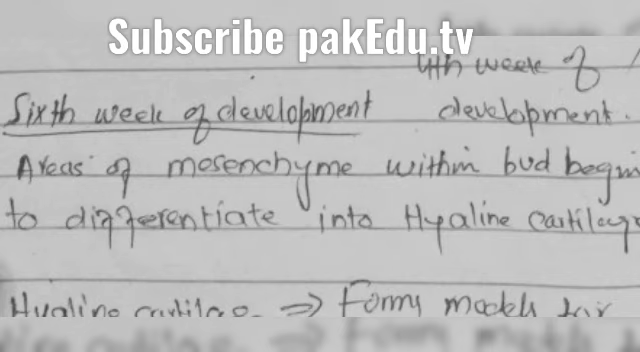 Subscribe pakEdu.tv
4th week of
Sixth week of development development.
Areas of mesenchyme within bud begin
to differentiate into Hyaline cartilage
Hyaline cartilage ⇒ Forms models for